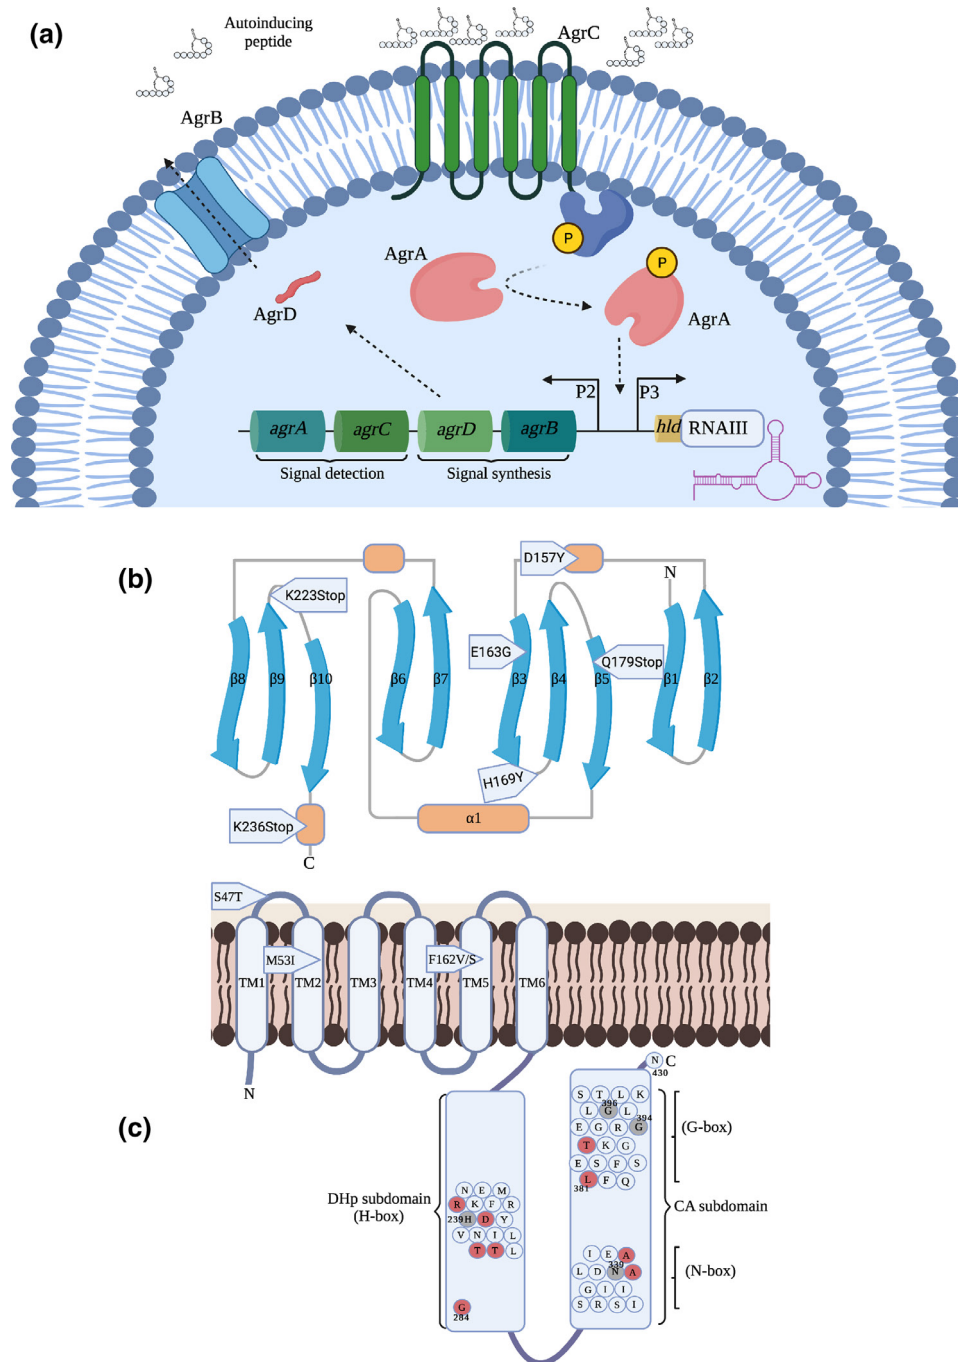 (a)
Autoinducing
peptide
AgrC
AgrB
P
AgrA
P
AgrD
AgrA
P2
P3
agrA
agrC
agrD
agrB
hld
RNAIII
Signal detection
Signal synthesis
(b)
D157Y
N
K223Stop
E163G
Q179Stop
β8
β9
β10
β6
β7
β3
β4
β5
β1
β2
H169Y
K236Stop
α1
C
S47T
M53I
F162V/S
TM1
TM2
TM3
TM4
TM5
TM6
N
N
C
430
(c)
S T L K
396
L G L
394
E G R G
T K G
E S F S
381
L F Q
(G-box)
DHp subdomain
(H-box)
CA subdomain
N E M
R K F R
239 H D Y
V N I L
T T L
G
284
I E A
339
L D N A
G I I
S R S I
(N-box)